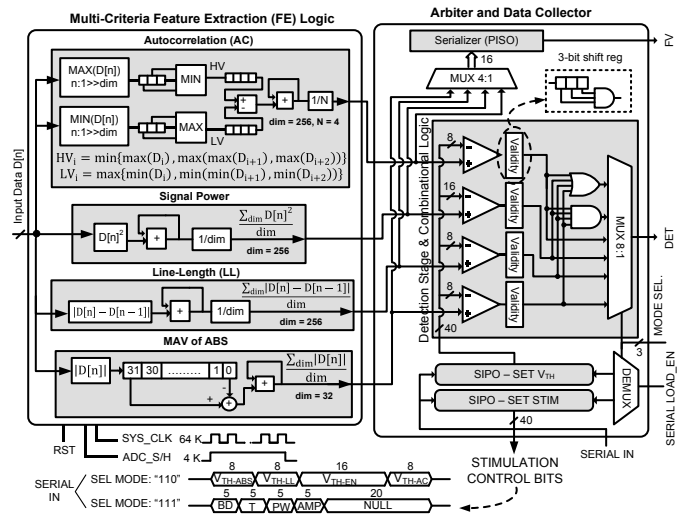 Multi-Criteria Feature Extraction (FE) Logic
Autocorrelation (AC)
MAX(D[n])
n:1>>dim
MIN
HV
MIN(D[n])
n:1>>dim
MAX
LV
+
-
+
1/N
dim = 256, N = 4
HVᵢ = min{max(Dᵢ), max(max(Dᵢ₊₁), max(Dᵢ₊₂))}
LVᵢ = max{min(Dᵢ), min(min(Dᵢ₊₁), min(Dᵢ₊₂))}
Input Data D[n]
Signal Power
D[n]²
+
1/dim
∑dim D[n]²
dim
dim = 256
Line-Length (LL)
|D[n] − D[n−1]|
+
1/dim
∑dim|D[n] − D[n−1]|
dim
dim = 256
MAV of ABS
|D[n]|
31 30 ......... 1 0
-
+
+
+
∑dim|D[n]|
dim
dim = 32
Arbiter and Data Collector
Serializer (PISO)
FV
16
MUX 4:1
3-bit shift reg
Detection Stage & Combinational Logic
8
-
+
Validity
16
-
+
Validity
8
-
+
Validity
8
-
+
Validity
40
MUX 8:1
DET
MODE SEL.
3
SIPO – SET VTH
SIPO – SET STIM
DEMUX
SERIAL LOAD_EN
40
SERIAL IN
STIMULATION
CONTROL BITS
RST
SYS_CLK 64 K
ADC_S/H 4 K
SERIAL
IN
8 8 16 8
SEL MODE: “110” VTH-ABS VTH-LL VTH-EN VTH-AC
5 5 5 5 20
SEL MODE: “111” BD T PW AMP NULL